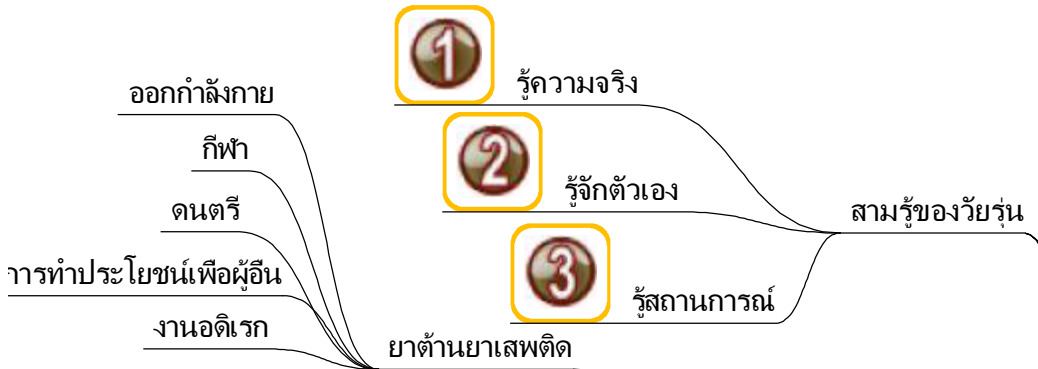 1
รู้ความจริง
2
รู้จักตัวเอง
3
รู้สถานการณ์
สามรู้ของวัยรุ่น
ออกกำลังกาย
กีฬา
ดนตรี
การทำประโยชน์เพือผู้อืน
งานอดิเรก
ยาต้านยาเสพติด